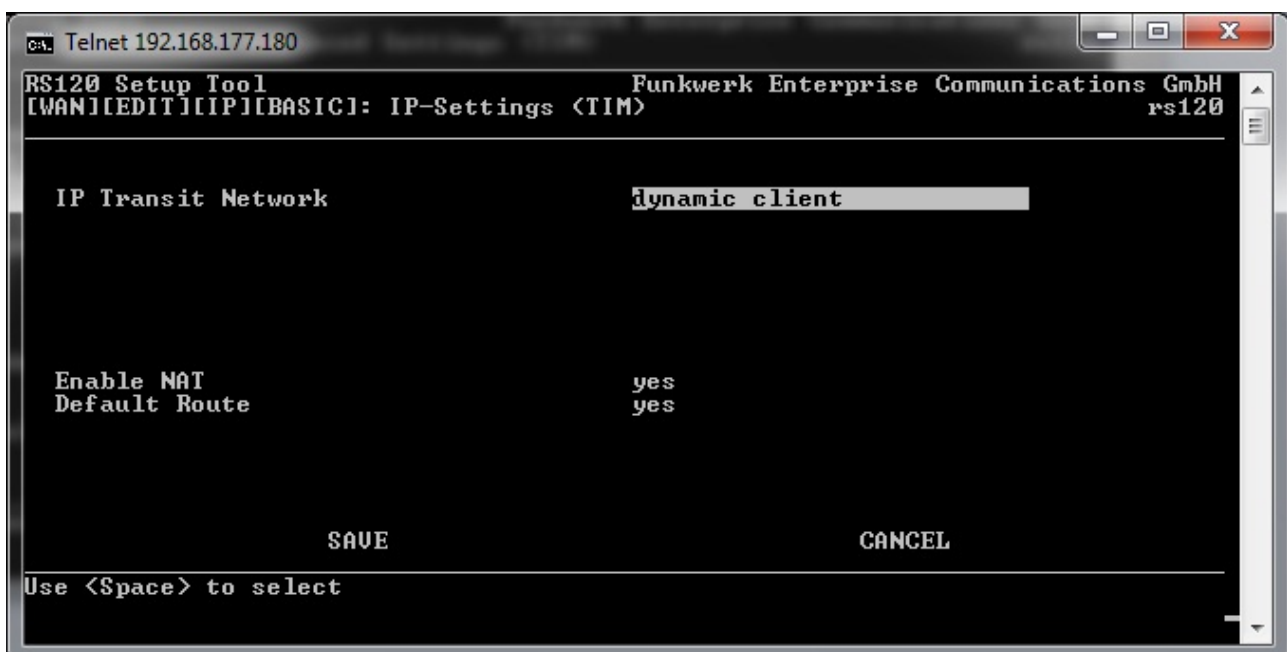 Telnet 192.168.177.180
RS120 Setup Tool Funkwerk Enterprise Communications GmbH
[WAN][EDIT][IP][BASIC]: IP-Settings (TIM) rs120
IP Transit Network dynamic client
Enable NAT yes
Default Route yes
SAVE CANCEL
Use <Space> to select